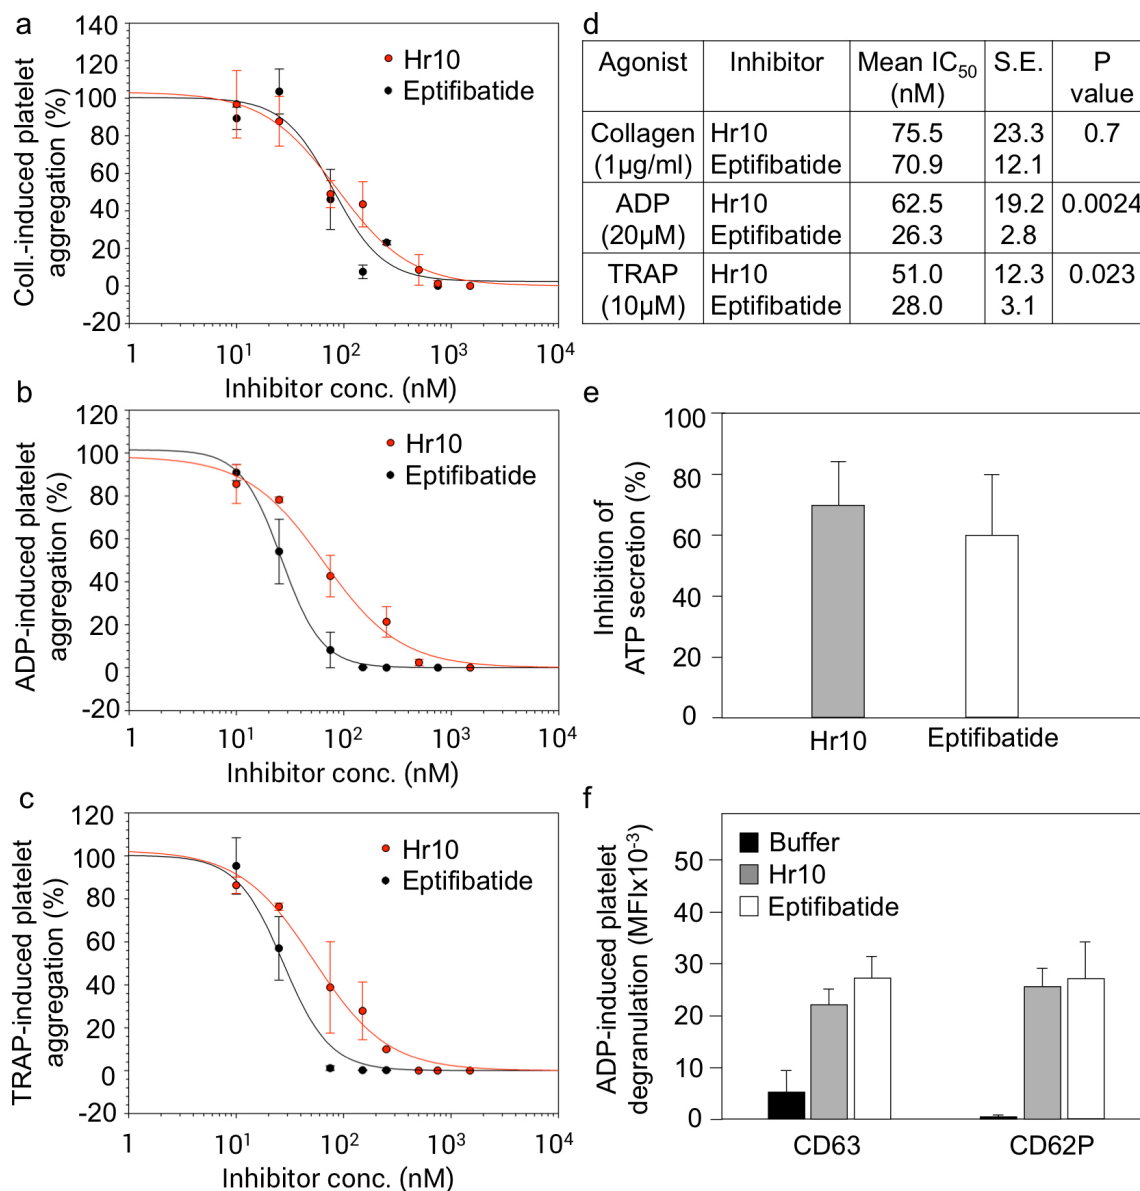 a
140
120
100
80
60
40
20
0
-20
Coll.-induced platelet
aggregation (%)
Hr10
Eptifibatide
1 10¹ 10² 10³ 10⁴
Inhibitor conc. (nM)
b
120
100
80
60
40
20
0
-20
ADP-induced platelet
aggregation (%)
Hr10
Eptifibatide
1 10¹ 10² 10³ 10⁴
Inhibitor conc. (nM)
c
120
100
80
60
40
20
0
-20
TRAP-induced platelet
aggregation (%)
Hr10
Eptifibatide
1 10¹ 10² 10³ 10⁴
Inhibitor conc. (nM)
d
Agonist Inhibitor Mean IC₅₀ S.E. P
(nM) value
Collagen Hr10 75.5 23.3 0.7
(1µg/ml) Eptifibatide 70.9 12.1
ADP Hr10 62.5 19.2 0.0024
(20µM) Eptifibatide 26.3 2.8
TRAP Hr10 51.0 12.3 0.023
(10µM) Eptifibatide 28.0 3.1
e
100
80
60
40
20
0
Inhibition of
ATP secretion (%)
Hr10 Eptifibatide
f
50
40
30
20
10
0
ADP-induced platelet
degranulation (MFIx10⁻³)
Buffer
Hr10
Eptifibatide
CD63 CD62P